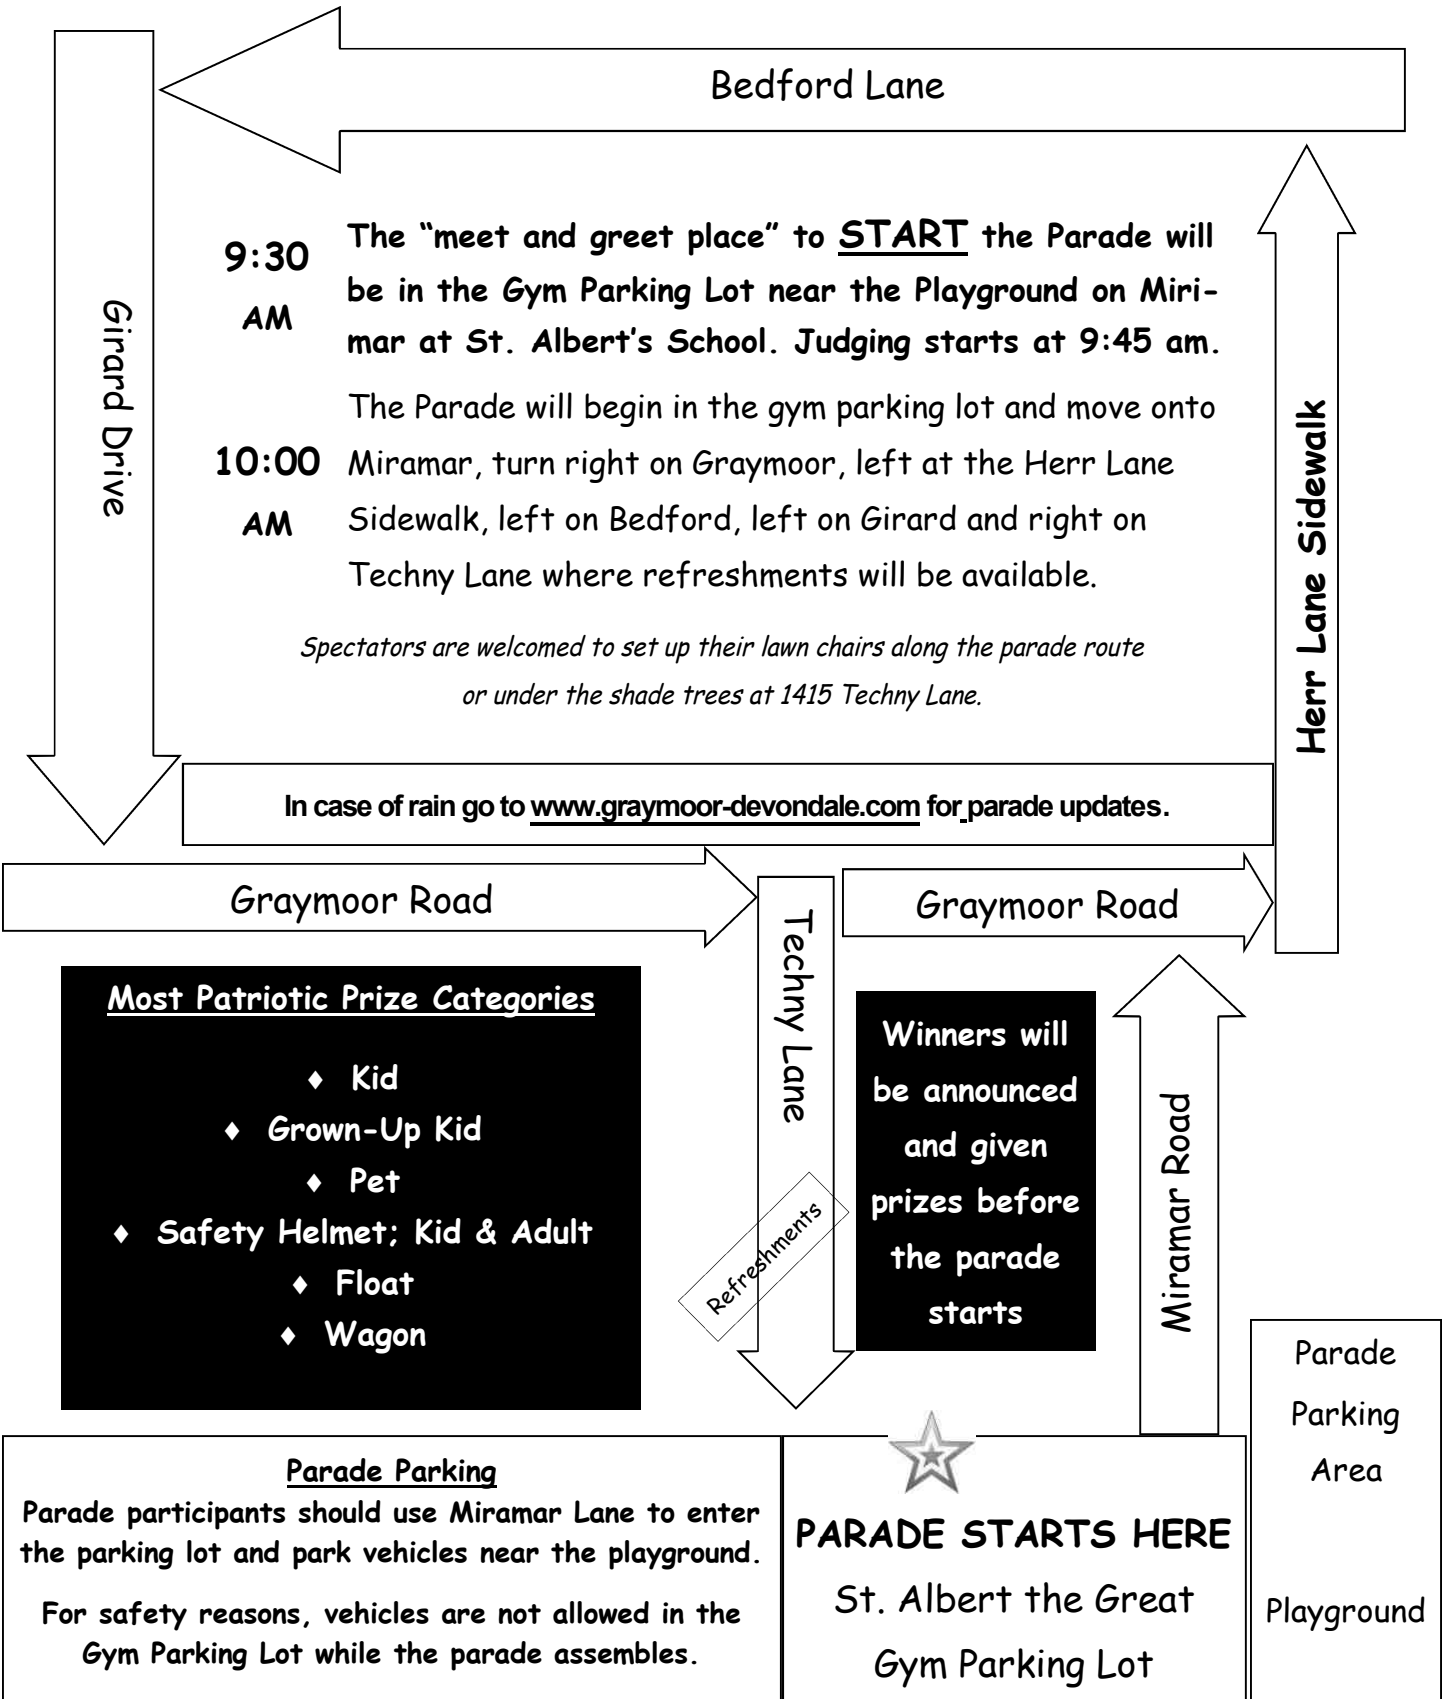 Bedford Lane
Girard Drive
9:30
AM
The “meet and greet place” to START the Parade will
be in the Gym Parking Lot near the Playground on Miri-
mar at St. Albert’s School. Judging starts at 9:45 am.
10:00
AM
The Parade will begin in the gym parking lot and move onto
Miramar, turn right on Graymoor, left at the Herr Lane
Sidewalk, left on Bedford, left on Girard and right on
Techny Lane where refreshments will be available.
Spectators are welcomed to set up their lawn chairs along the parade route
or under the shade trees at 1415 Techny Lane.
Herr Lane Sidewalk
In case of rain go to www.graymoor-devondale.com for parade updates.
Graymoor Road
Graymoor Road
Most Patriotic Prize Categories
♦ Kid
♦ Grown-Up Kid
♦ Pet
♦ Safety Helmet; Kid & Adult
♦ Float
♦ Wagon
Techny Lane
Refreshments
Winners will
be announced
and given
prizes before
the parade
starts
Miramar Road
Parade
Parking
Area
Playground
Parade Parking
Parade participants should use Miramar Lane to enter
the parking lot and park vehicles near the playground.
For safety reasons, vehicles are not allowed in the
Gym Parking Lot while the parade assembles.
PARADE STARTS HERE
St. Albert the Great
Gym Parking Lot